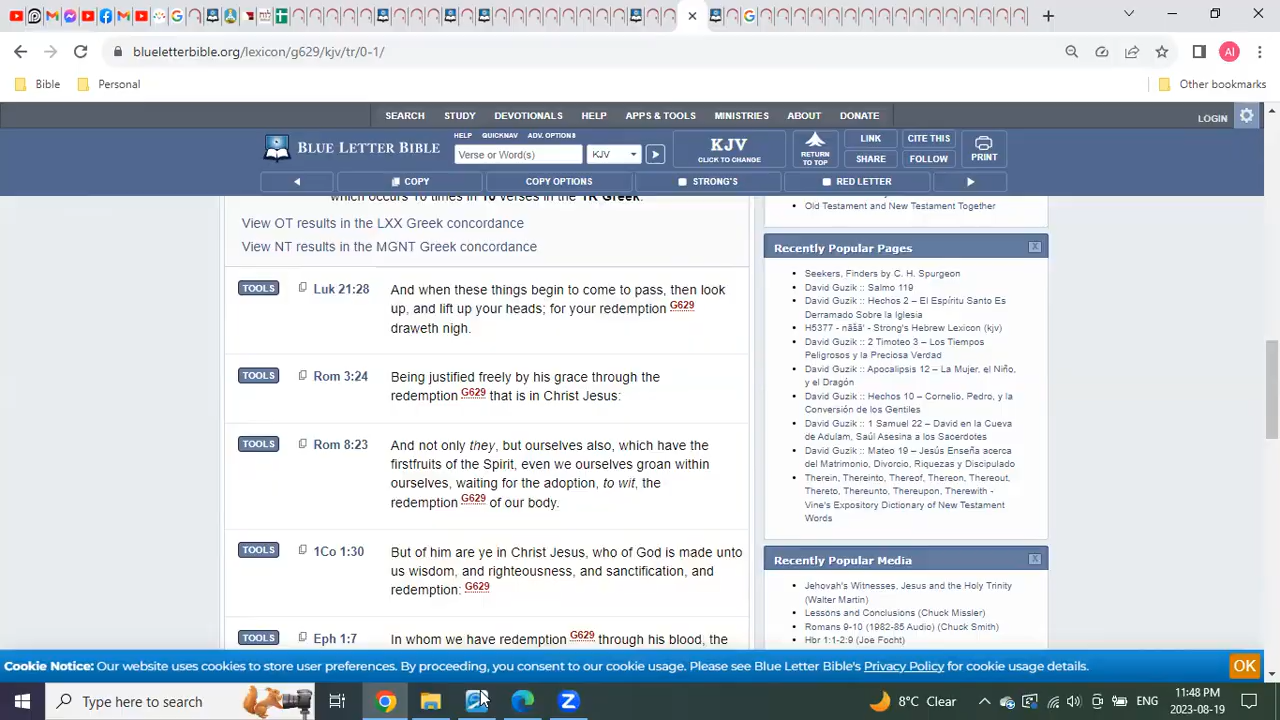 blueletterbible.org/lexicon/g629/kjv/tr/0-1/
AI
Bible
Personal
Other bookmarks
SEARCH STUDY DEVOTIONALS HELP APPS & TOOLS MINISTRIES ABOUT DONATE
LOGIN
BLUE LETTER BIBLE
HELP QUICKNAV ADV. OPTIONS
Verse or Word(s)
KJV
KJV
CLICK TO CHANGE
RETURN
TO TOP
LINK
CITE THIS
SHARE
FOLLOW
PRINT
COPY
COPY OPTIONS
STRONG'S
RED LETTER
which occurs 10 times in 10 verses in the TR Greek.
View OT results in the LXX Greek concordance
View NT results in the MGNT Greek concordance
TOOLS
Luk 21:28
And when these things begin to come to pass, then look
up, and lift up your heads; for your redemption G629
draweth nigh.
TOOLS
Rom 3:24
Being justified freely by his grace through the
redemption G629 that is in Christ Jesus:
TOOLS
Rom 8:23
And not only they, but ourselves also, which have the
firstfruits of the Spirit, even we ourselves groan within
ourselves, waiting for the adoption, to wit, the
redemption G629 of our body.
TOOLS
1Co 1:30
But of him are ye in Christ Jesus, who of God is made unto
us wisdom, and righteousness, and sanctification, and
redemption: G629
TOOLS
Eph 1:7
In whom we have redemption G629 through his blood, the
Old Testament and New Testament Together
Recently Popular Pages
Seekers, Finders by C. H. Spurgeon
David Guzik :: Salmo 119
David Guzik :: Hechos 2 – El Espíritu Santo Es
Derramado Sobre la Iglesia
H5377 - nāšā' - Strong's Hebrew Lexicon (kjv)
David Guzik :: 2 Timoteo 3 – Los Tiempos
Peligrosos y la Preciosa Verdad
David Guzik :: Apocalipsis 12 – La Mujer, el Niño,
y el Dragón
David Guzik :: Hechos 10 – Cornelio, Pedro, y la
Conversión de los Gentiles
David Guzik :: 1 Samuel 22 – David en la Cueva
de Adulam, Saúl Asesina a los Sacerdotes
David Guzik :: Mateo 19 – Jesús Enseña acerca
del Matrimonio, Divorcio, Riquezas y Discipulado
Therein, Thereinto, Thereof, Thereon, Thereout,
Thereto, Thereunto, Thereupon, Therewith -
Vine's Expository Dictionary of New Testament
Words
Recently Popular Media
Jehovah's Witnesses, Jesus and the Holy Trinity
(Walter Martin)
Lessons and Conclusions (Chuck Missler)
Romans 9-10 (1982-85 Audio) (Chuck Smith)
Hbr 1:1-2:9 (Joe Focht)
Cookie Notice: Our website uses cookies to store user preferences. By proceeding, you consent to our cookie usage. Please see Blue Letter Bible's Privacy Policy for cookie usage details.
OK
Type here to search
8°C Clear
ENG
11:48 PM
2023-08-19